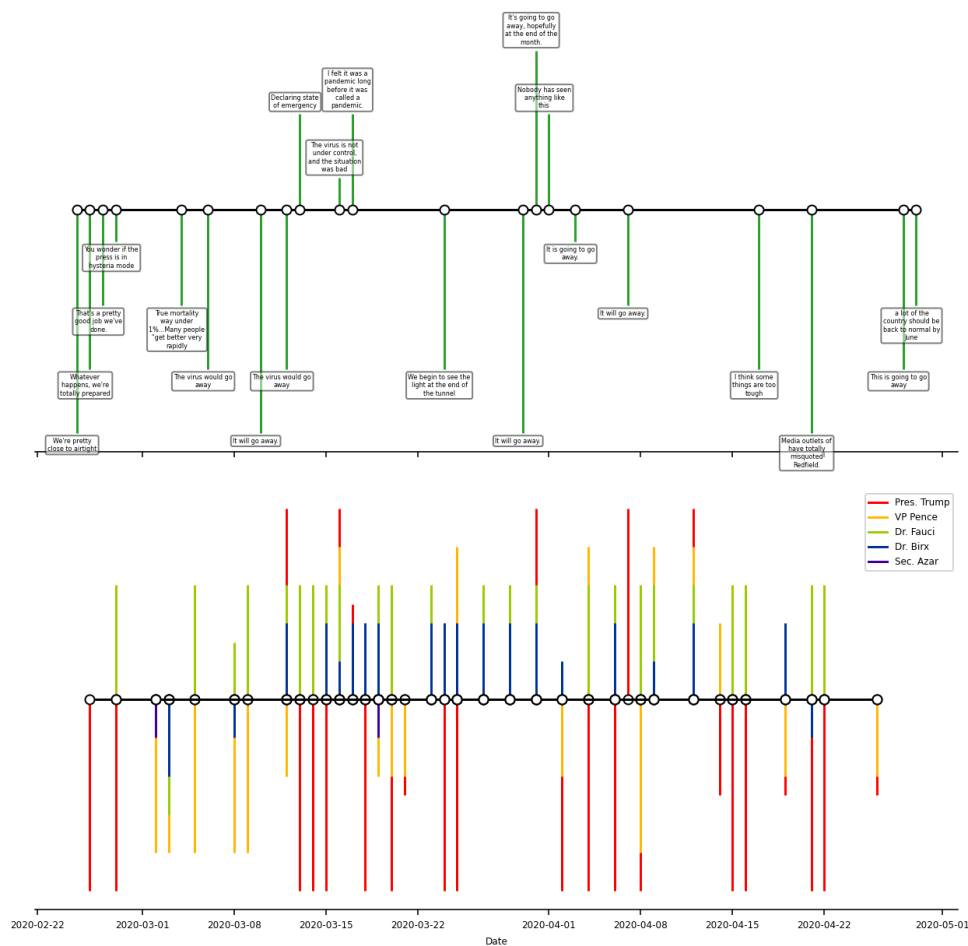 It's going to go
away, hopefully
at the end of the
month.
I felt it was a
pandemic long
before it was
called a
pandemic.
Declaring state
of emergency
Nobody has seen
anything like
this
The virus is not
under control,
and the situation
was bad
You wonder if the
press is in
hysteria mode
It is going to go
away.
That's a pretty
good job we've
done.
True mortality
way under
1%...Many people
"get better very
rapidly
It will go away.
a lot of the
country should be
back to normal by
June
Whatever
happens, we're
totally prepared
The virus would go
away
The virus would go
away
We begin to see the
light at the end of
the tunnel
I think some
things are too
tough
This is going to go
away
We're pretty
close to airtight
It will go away.
It will go away.
Media outlets of
have totally
misquoted
Redfield.
Pres. Trump
VP Pence
Dr. Fauci
Dr. Birx
Sec. Azar
2020-02-22
2020-03-01
2020-03-08
2020-03-15
2020-03-22
2020-04-01
2020-04-08
2020-04-15
2020-04-22
2020-05-01
Date